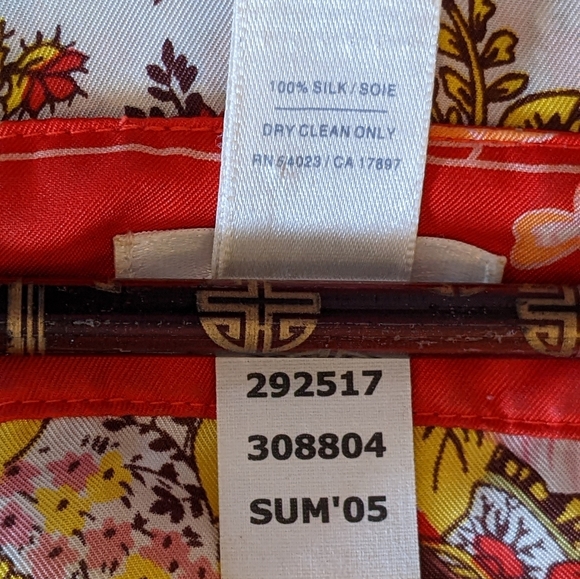 100% SILK / SOIE
DRY CLEAN ONLY
RN 54023 / CA 17897
292517
308804
SUM'05